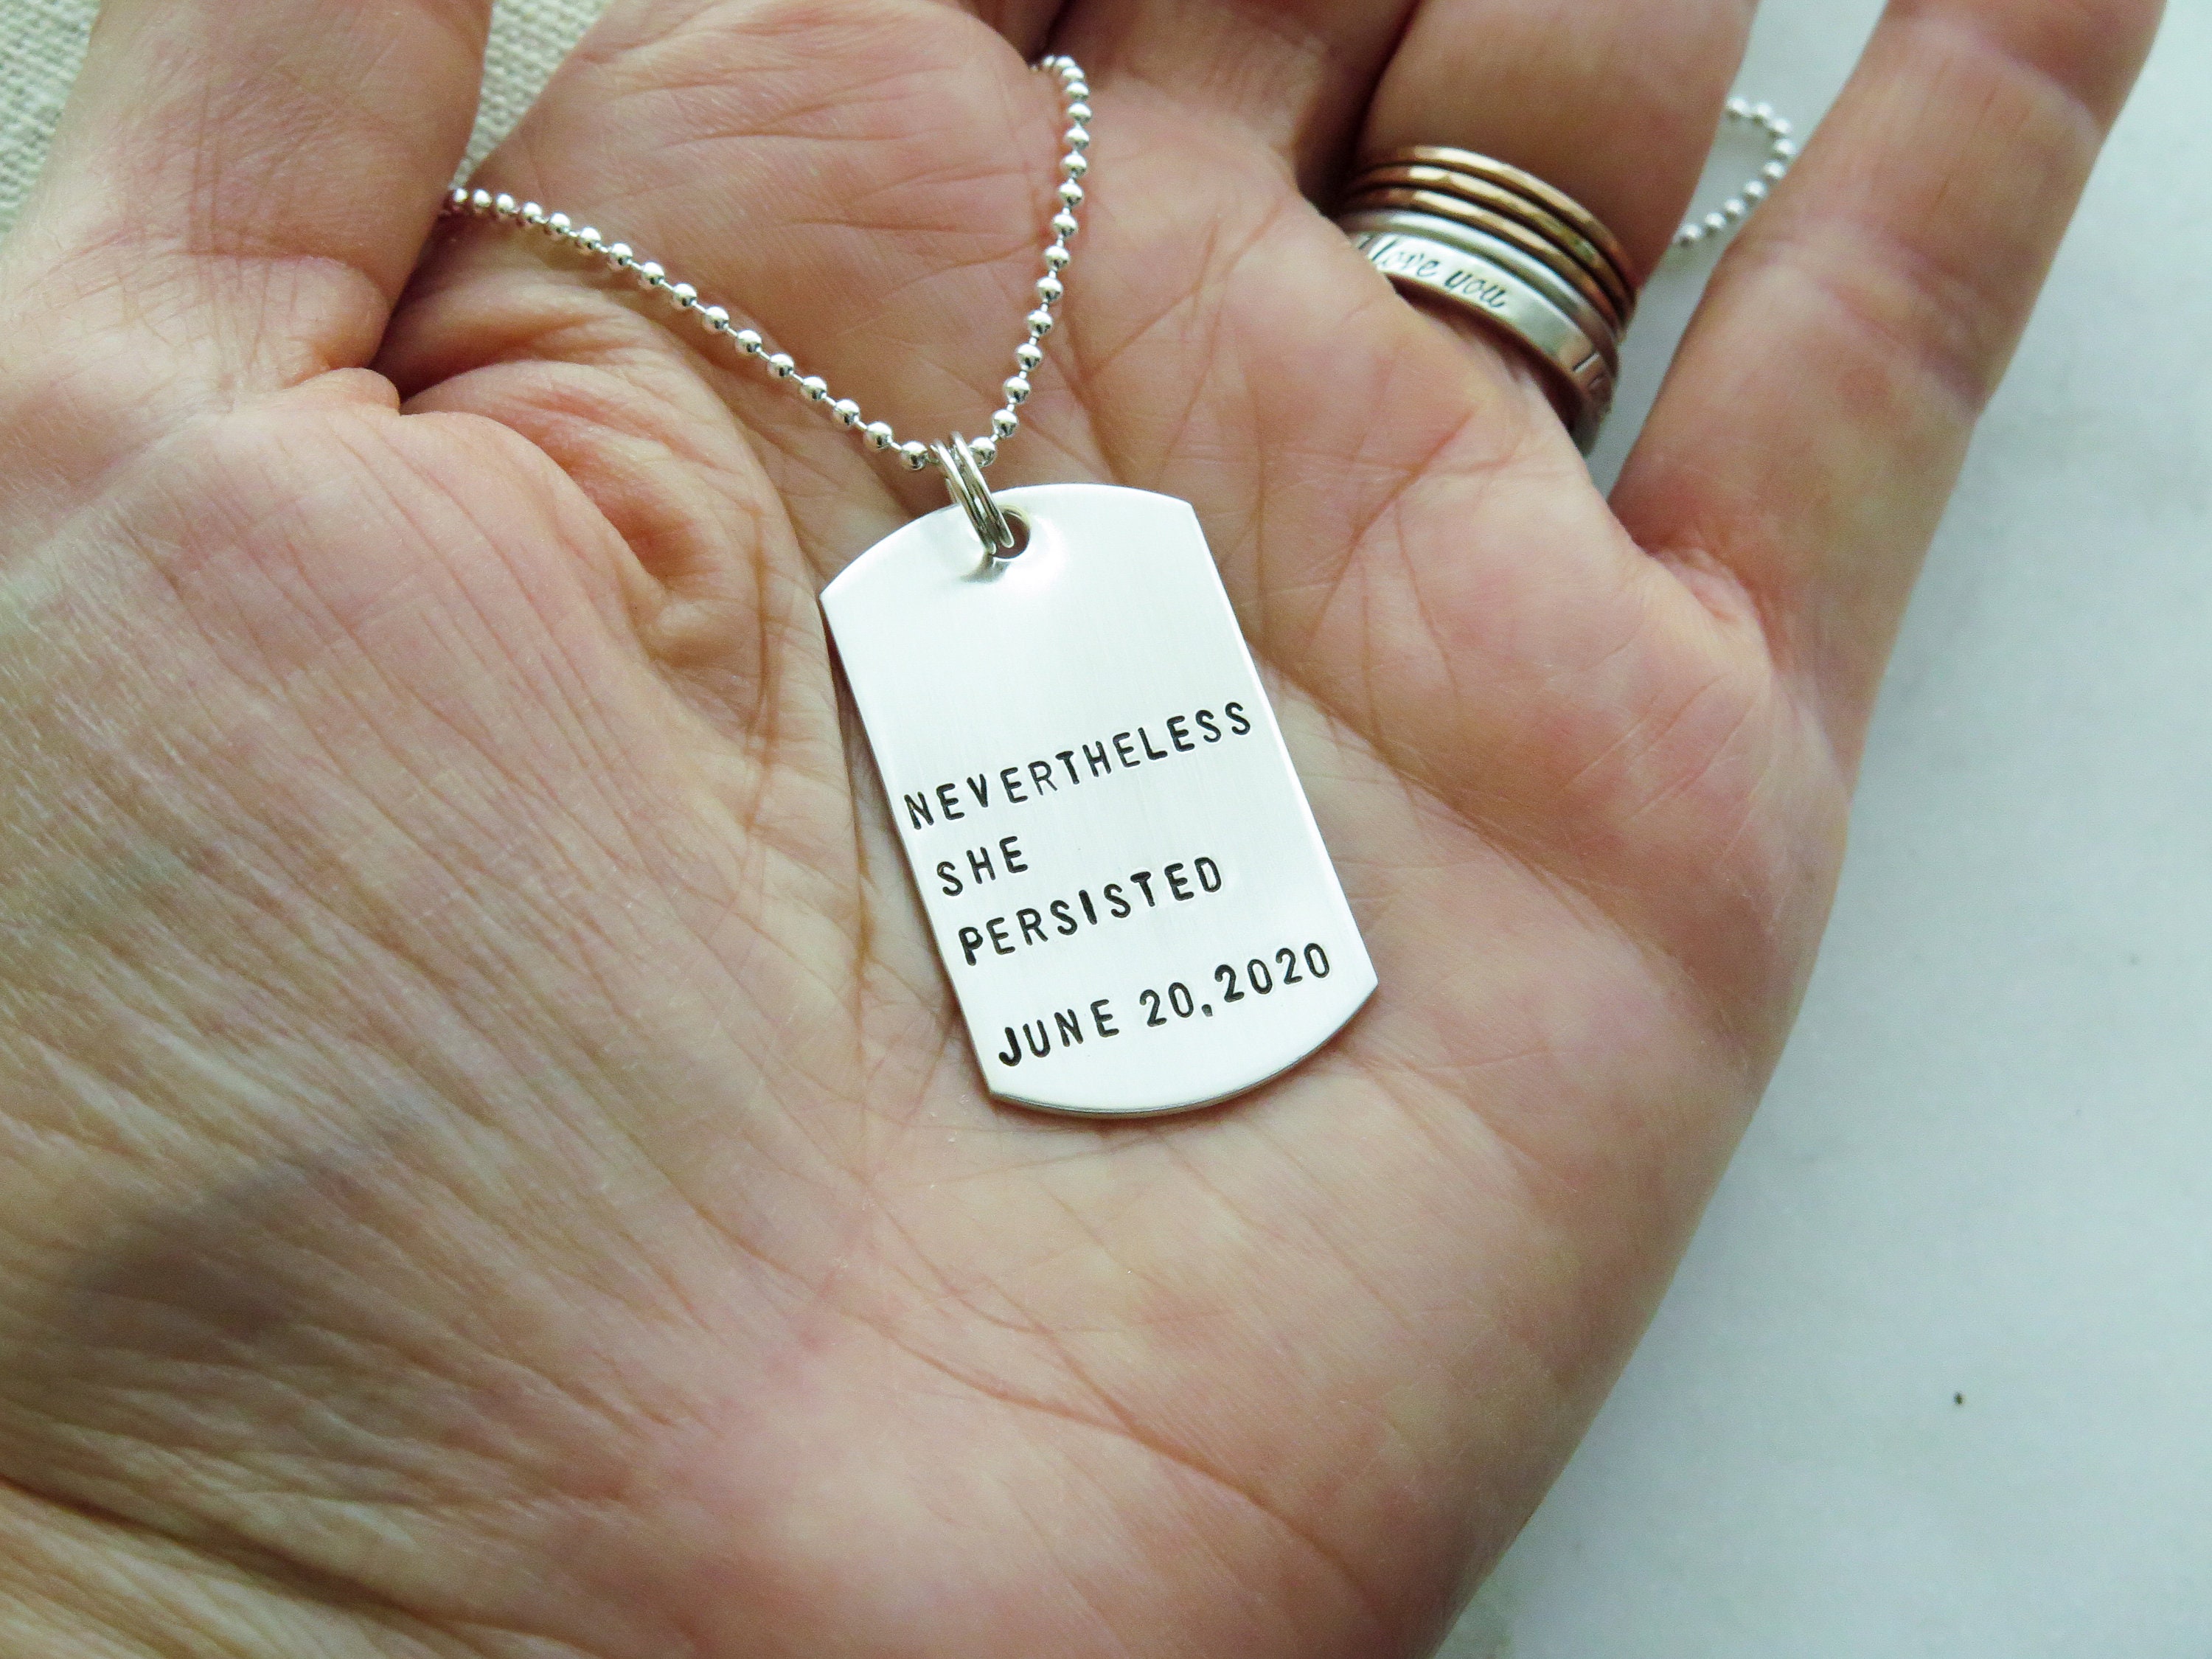 I love you
NEVERTHELESS
SHE
PERSISTED
JUNE 20,2020